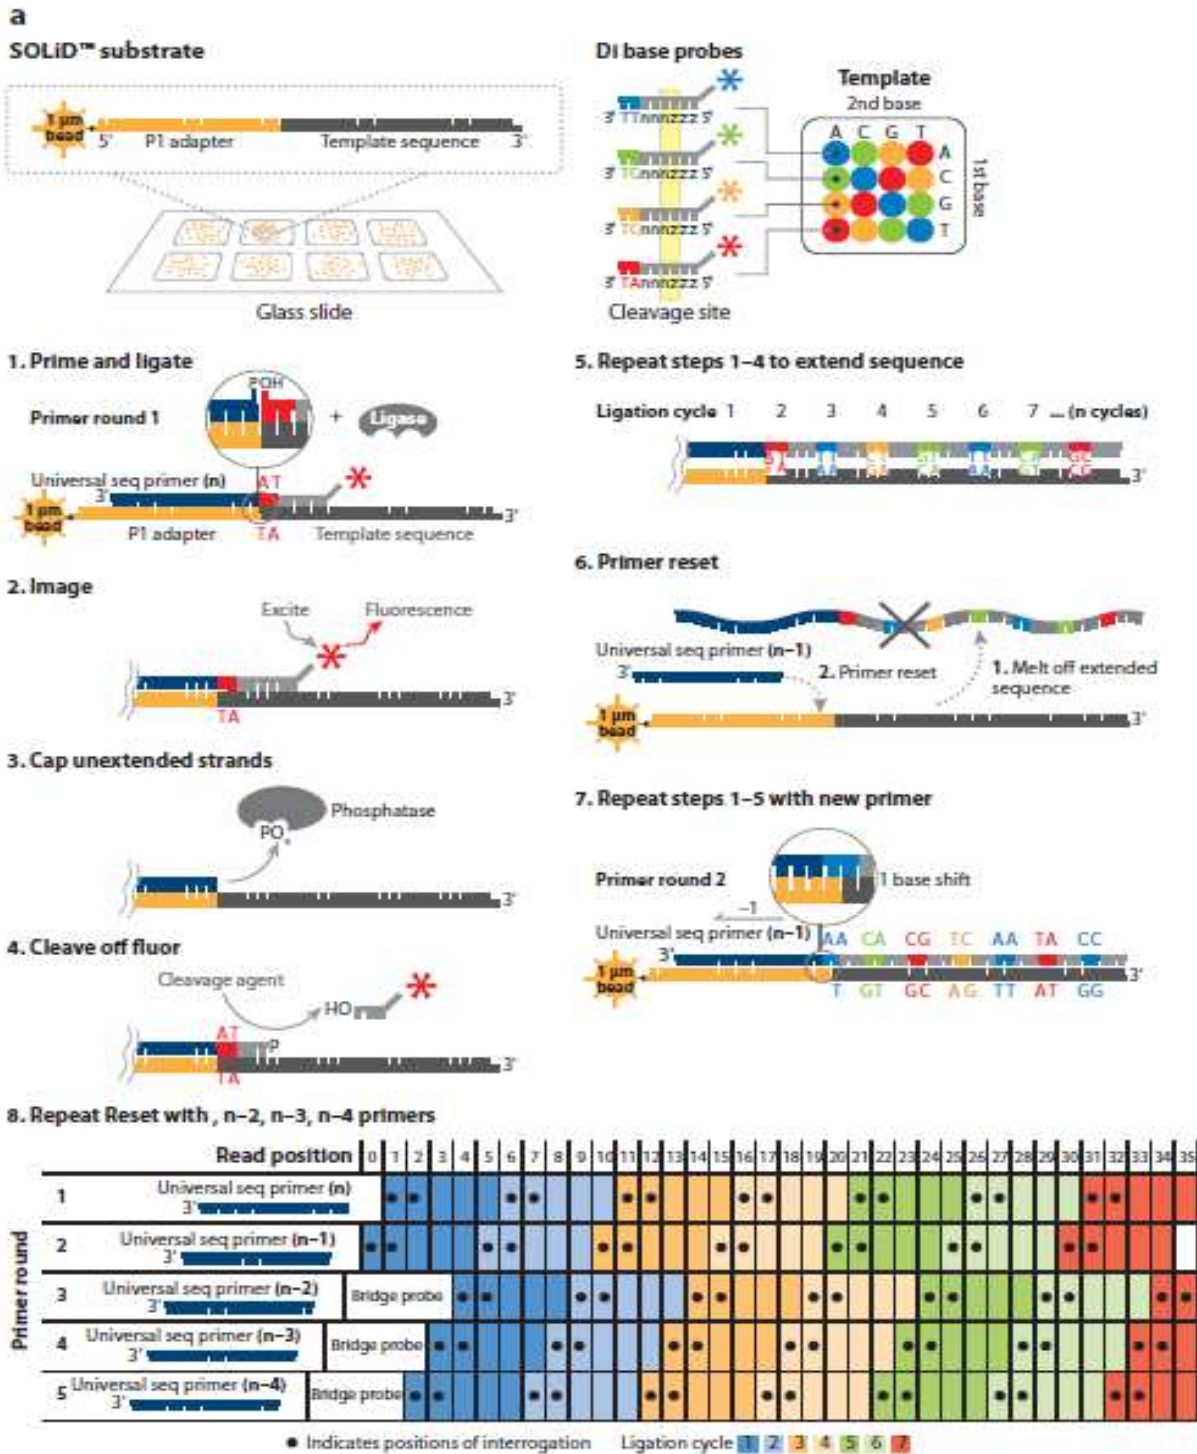 a
SOLiD™ substrate
1 μm bead
5'
P1 adapter
Template sequence
3'
Glass slide
Di base probes
3' TTnnnzzz 5'
3' TCnnnzzz 5'
3' TAnnnzzz 5'
Cleavage site
Template
2nd base
A C G T
A
C
G
T
1st base
1. Prime and ligate
Primer round 1
POH
+
Ligase
Universal seq primer (n)
3'
AT
1 μm bead
P1 adapter
TA
Template sequence
3'
2. Image
Excite
Fluorescence
TA
3'
3. Cap unextended strands
Phosphatase
PO
3'
4. Cleave off fluor
Cleavage agent
HO
AT
P
TA
3'
5. Repeat steps 1–4 to extend sequence
Ligation cycle 1 2 3 4 5 6 7 ... (n cycles)
3'
6. Primer reset
Universal seq primer (n–1)
3'
2. Primer reset
1. Melt off extended sequence
1 μm bead
3'
7. Repeat steps 1–5 with new primer
Primer round 2
1 base shift
–1
Universal seq primer (n–1)
3'
AA CA CG TC AA TA CC
1 μm bead
3'
T GT GC AG TT AT GG
8. Repeat Reset with , n–2, n–3, n–4 primers
Read position 0 1 2 3 4 5 6 7 8 9 10 11 12 13 14 15 16 17 18 19 20 21 22 23 24 25 26 27 28 29 30 31 32 33 34 35
Primer round
1 Universal seq primer (n)
3'
2 Universal seq primer (n–1)
3'
3 Universal seq primer (n–2)
3'
Bridge probe
4 Universal seq primer (n–3)
3'
Bridge probe
5 Universal seq primer (n–4)
3'
Bridge probe
● Indicates positions of interrogation Ligation cycle 1 2 3 4 5 6 7